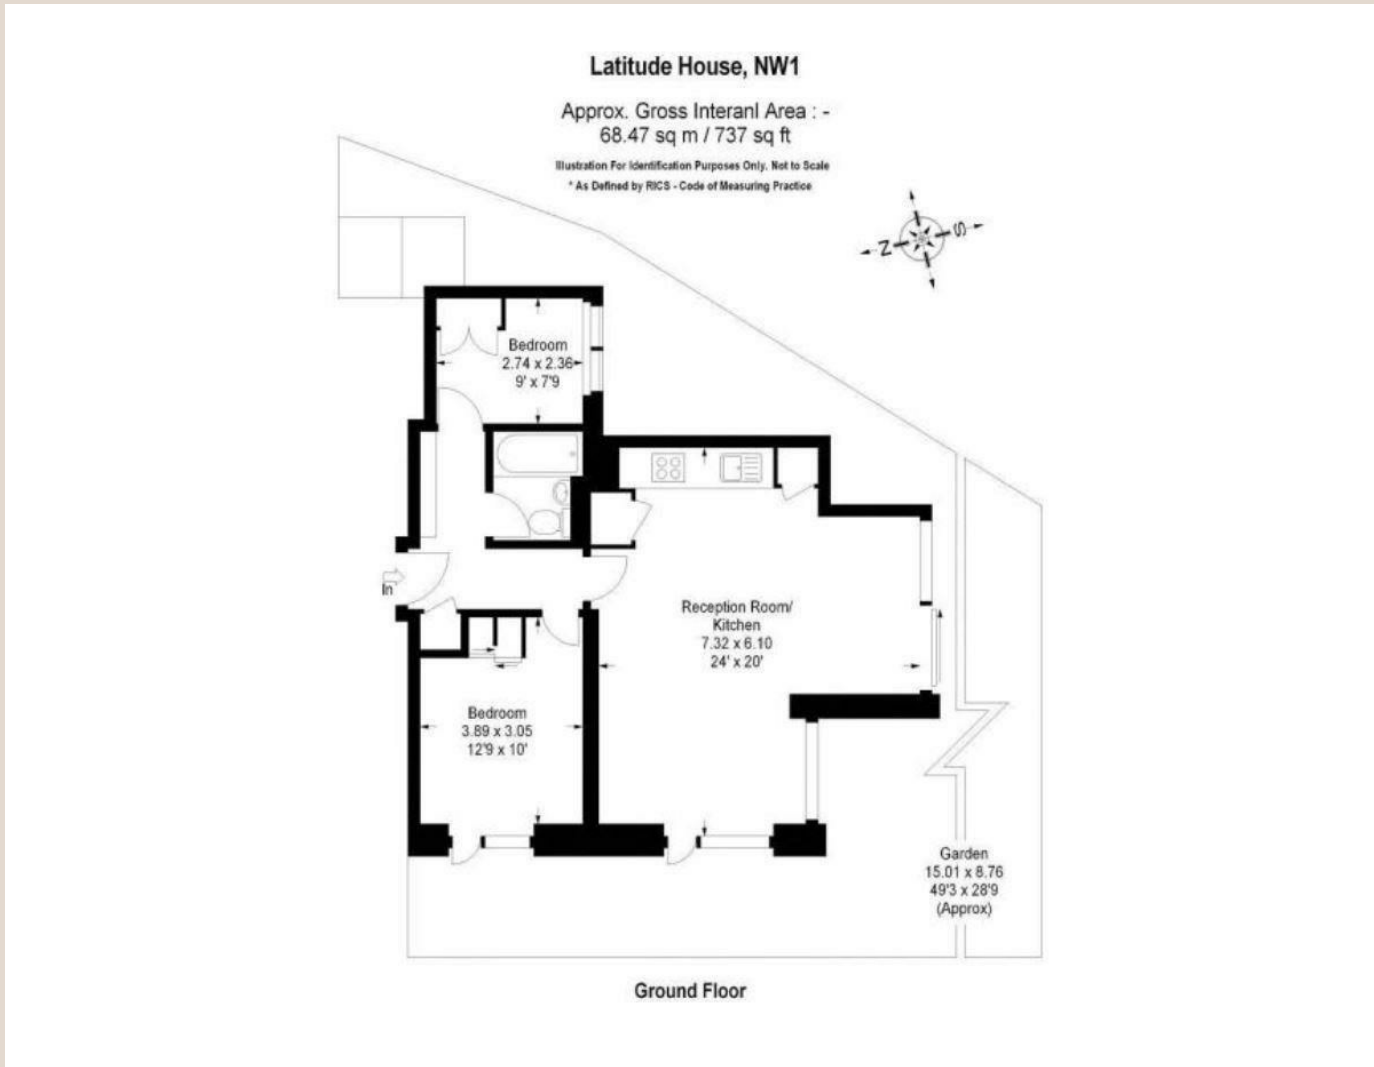 Latitude House, NW1
Approx. Gross Interanl Area : -
68.47 sq m / 737 sq ft
Illustration For Identification Purposes Only. Not to Scale
* As Defined by RICS - Code of Measuring Practice
N
S
Bedroom
2.74 x 2.36
9' x 7'9
In
Reception Room/
Kitchen
7.32 x 6.10
24' x 20'
Bedroom
3.89 x 3.05
12'9 x 10'
Garden
15.01 x 8.76
49'3 x 28'9
(Approx)
Ground Floor